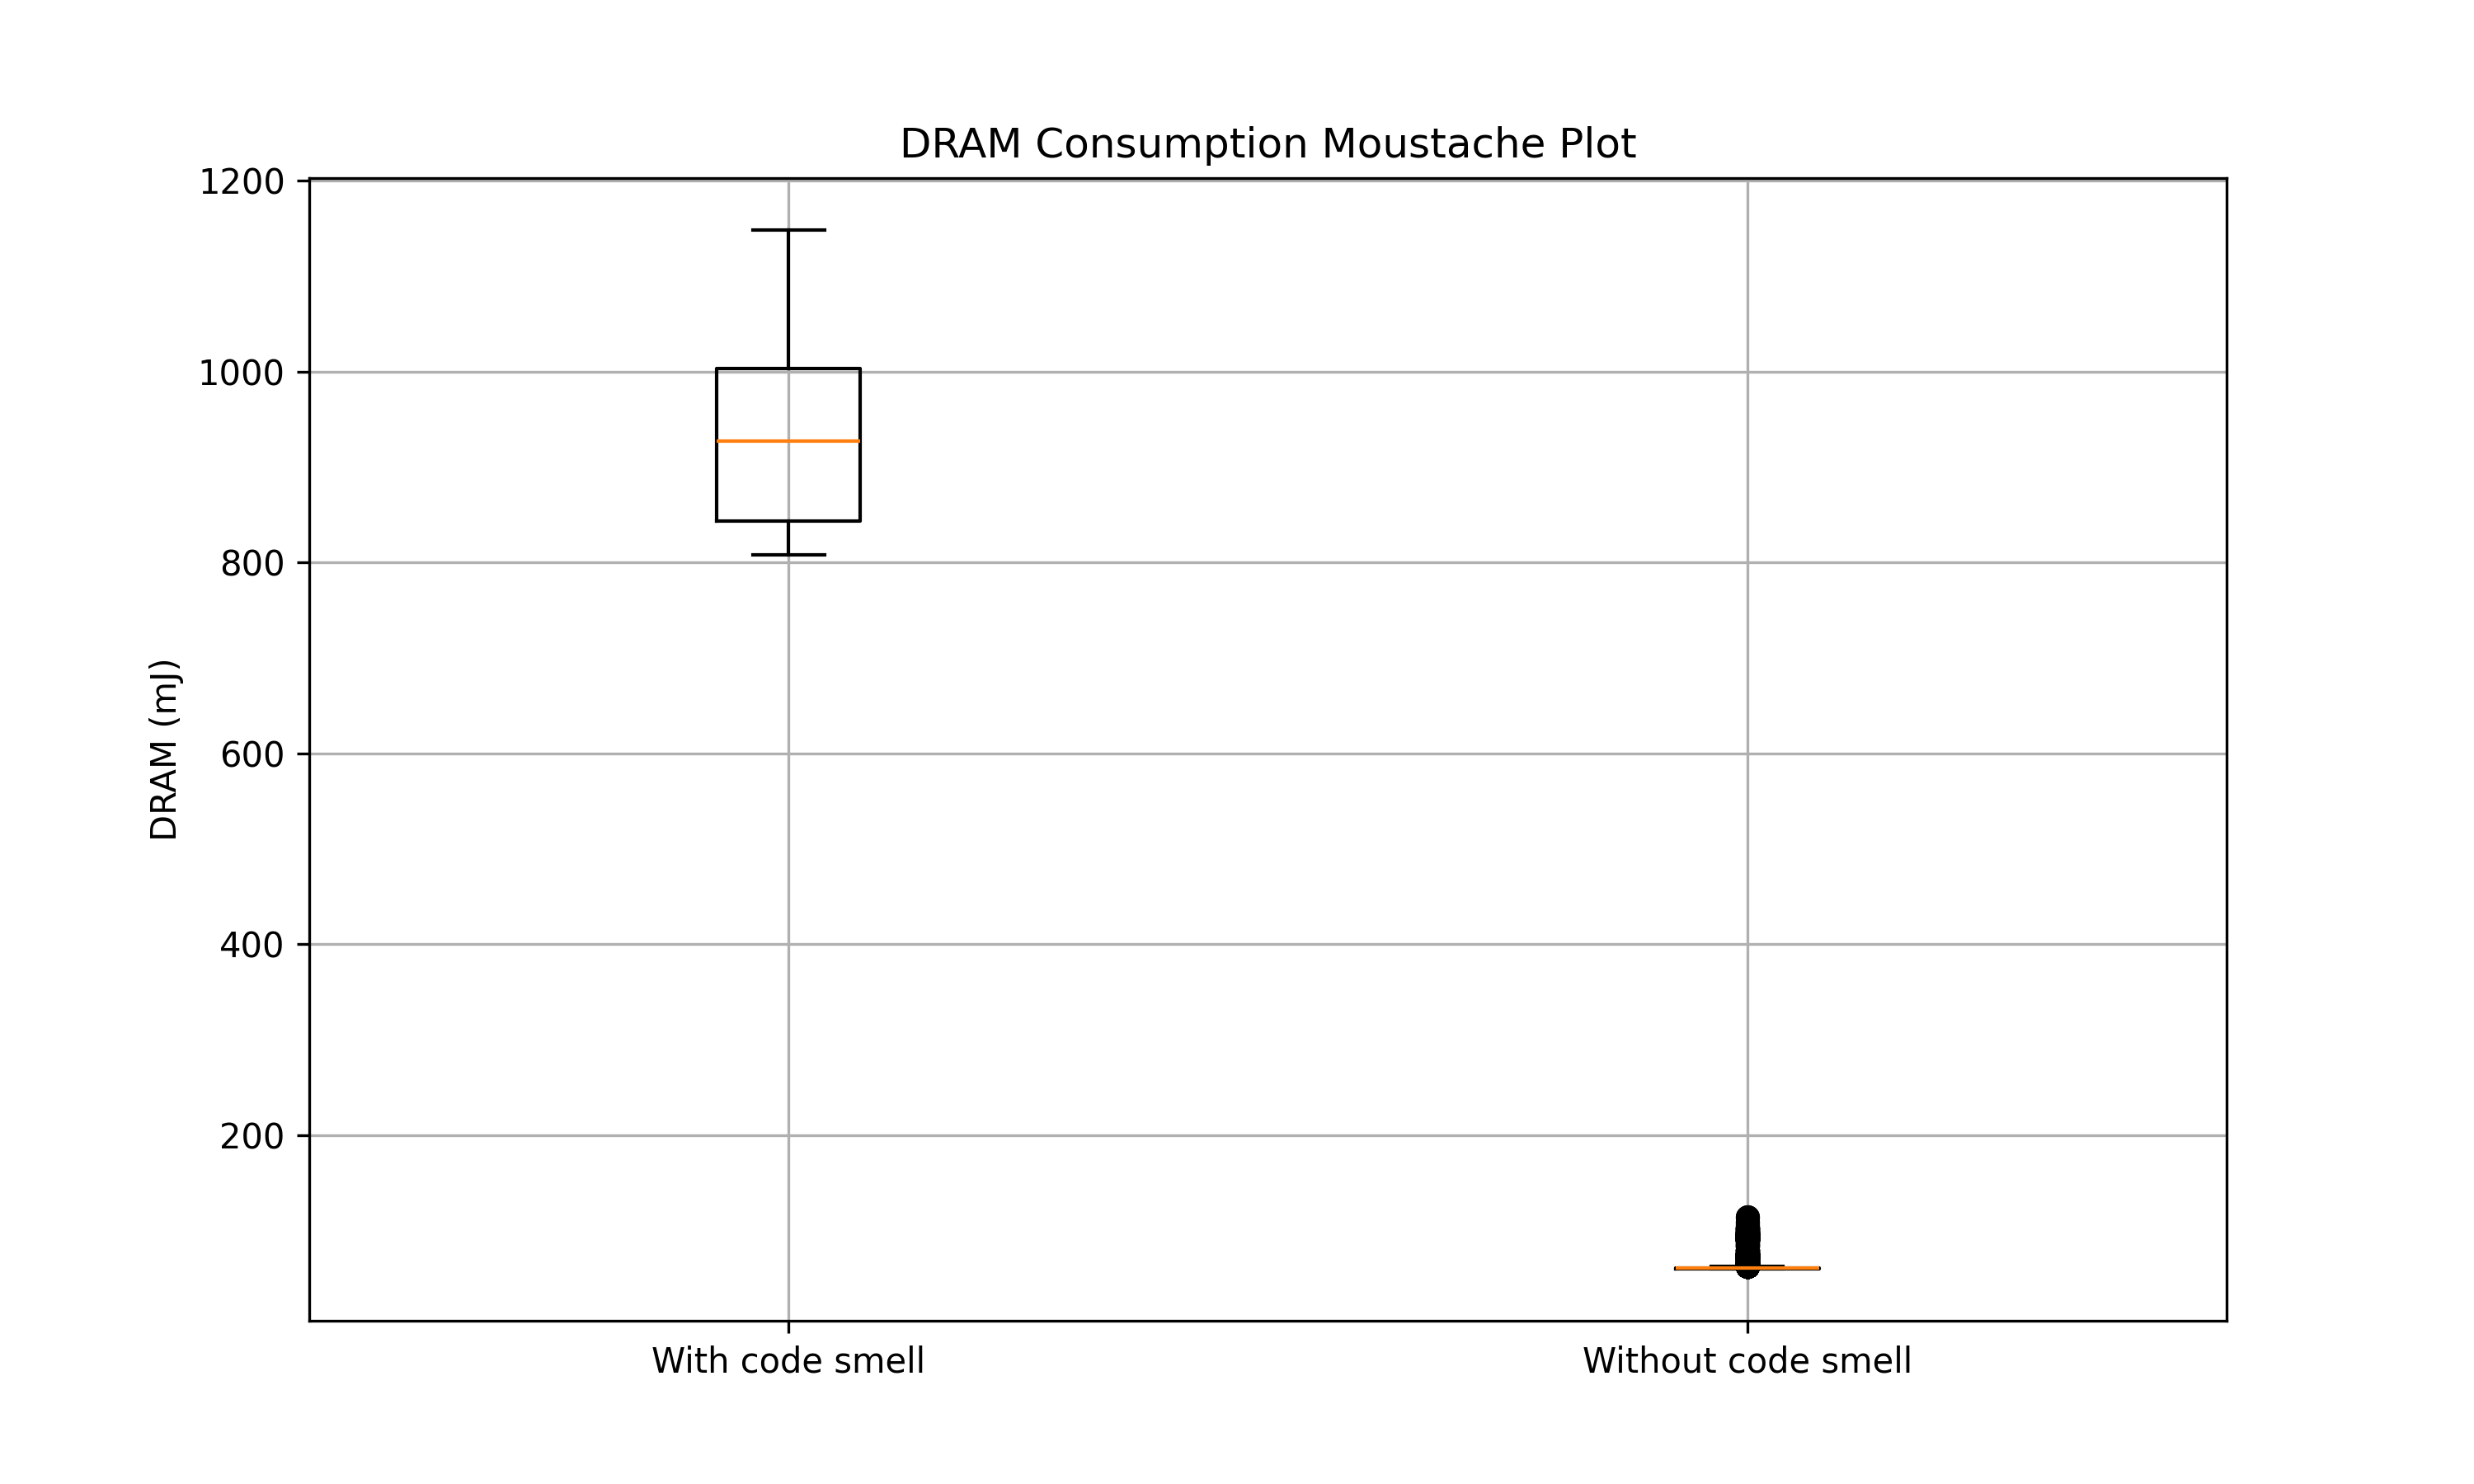 DRAM Consumption Moustache Plot
1200
1000
800
600
400
200
DRAM (mJ)
With code smell
Without code smell